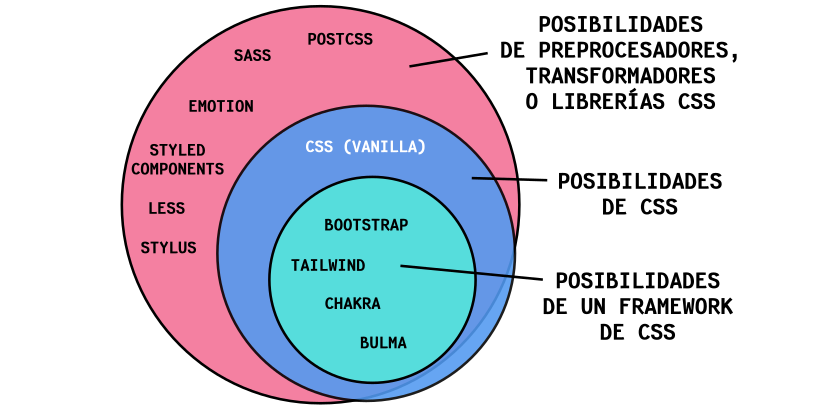 POSTCSS
SASS
EMOTION
STYLED
COMPONENTS
LESS
STYLUS
CSS (VANILLA)
BOOTSTRAP
TAILWIND
CHAKRA
BULMA
POSIBILIDADES
DE PREPROCESADORES,
TRANSFORMADORES
O LIBRERÍAS CSS
POSIBILIDADES
DE CSS
POSIBILIDADES
DE UN FRAMEWORK
DE CSS